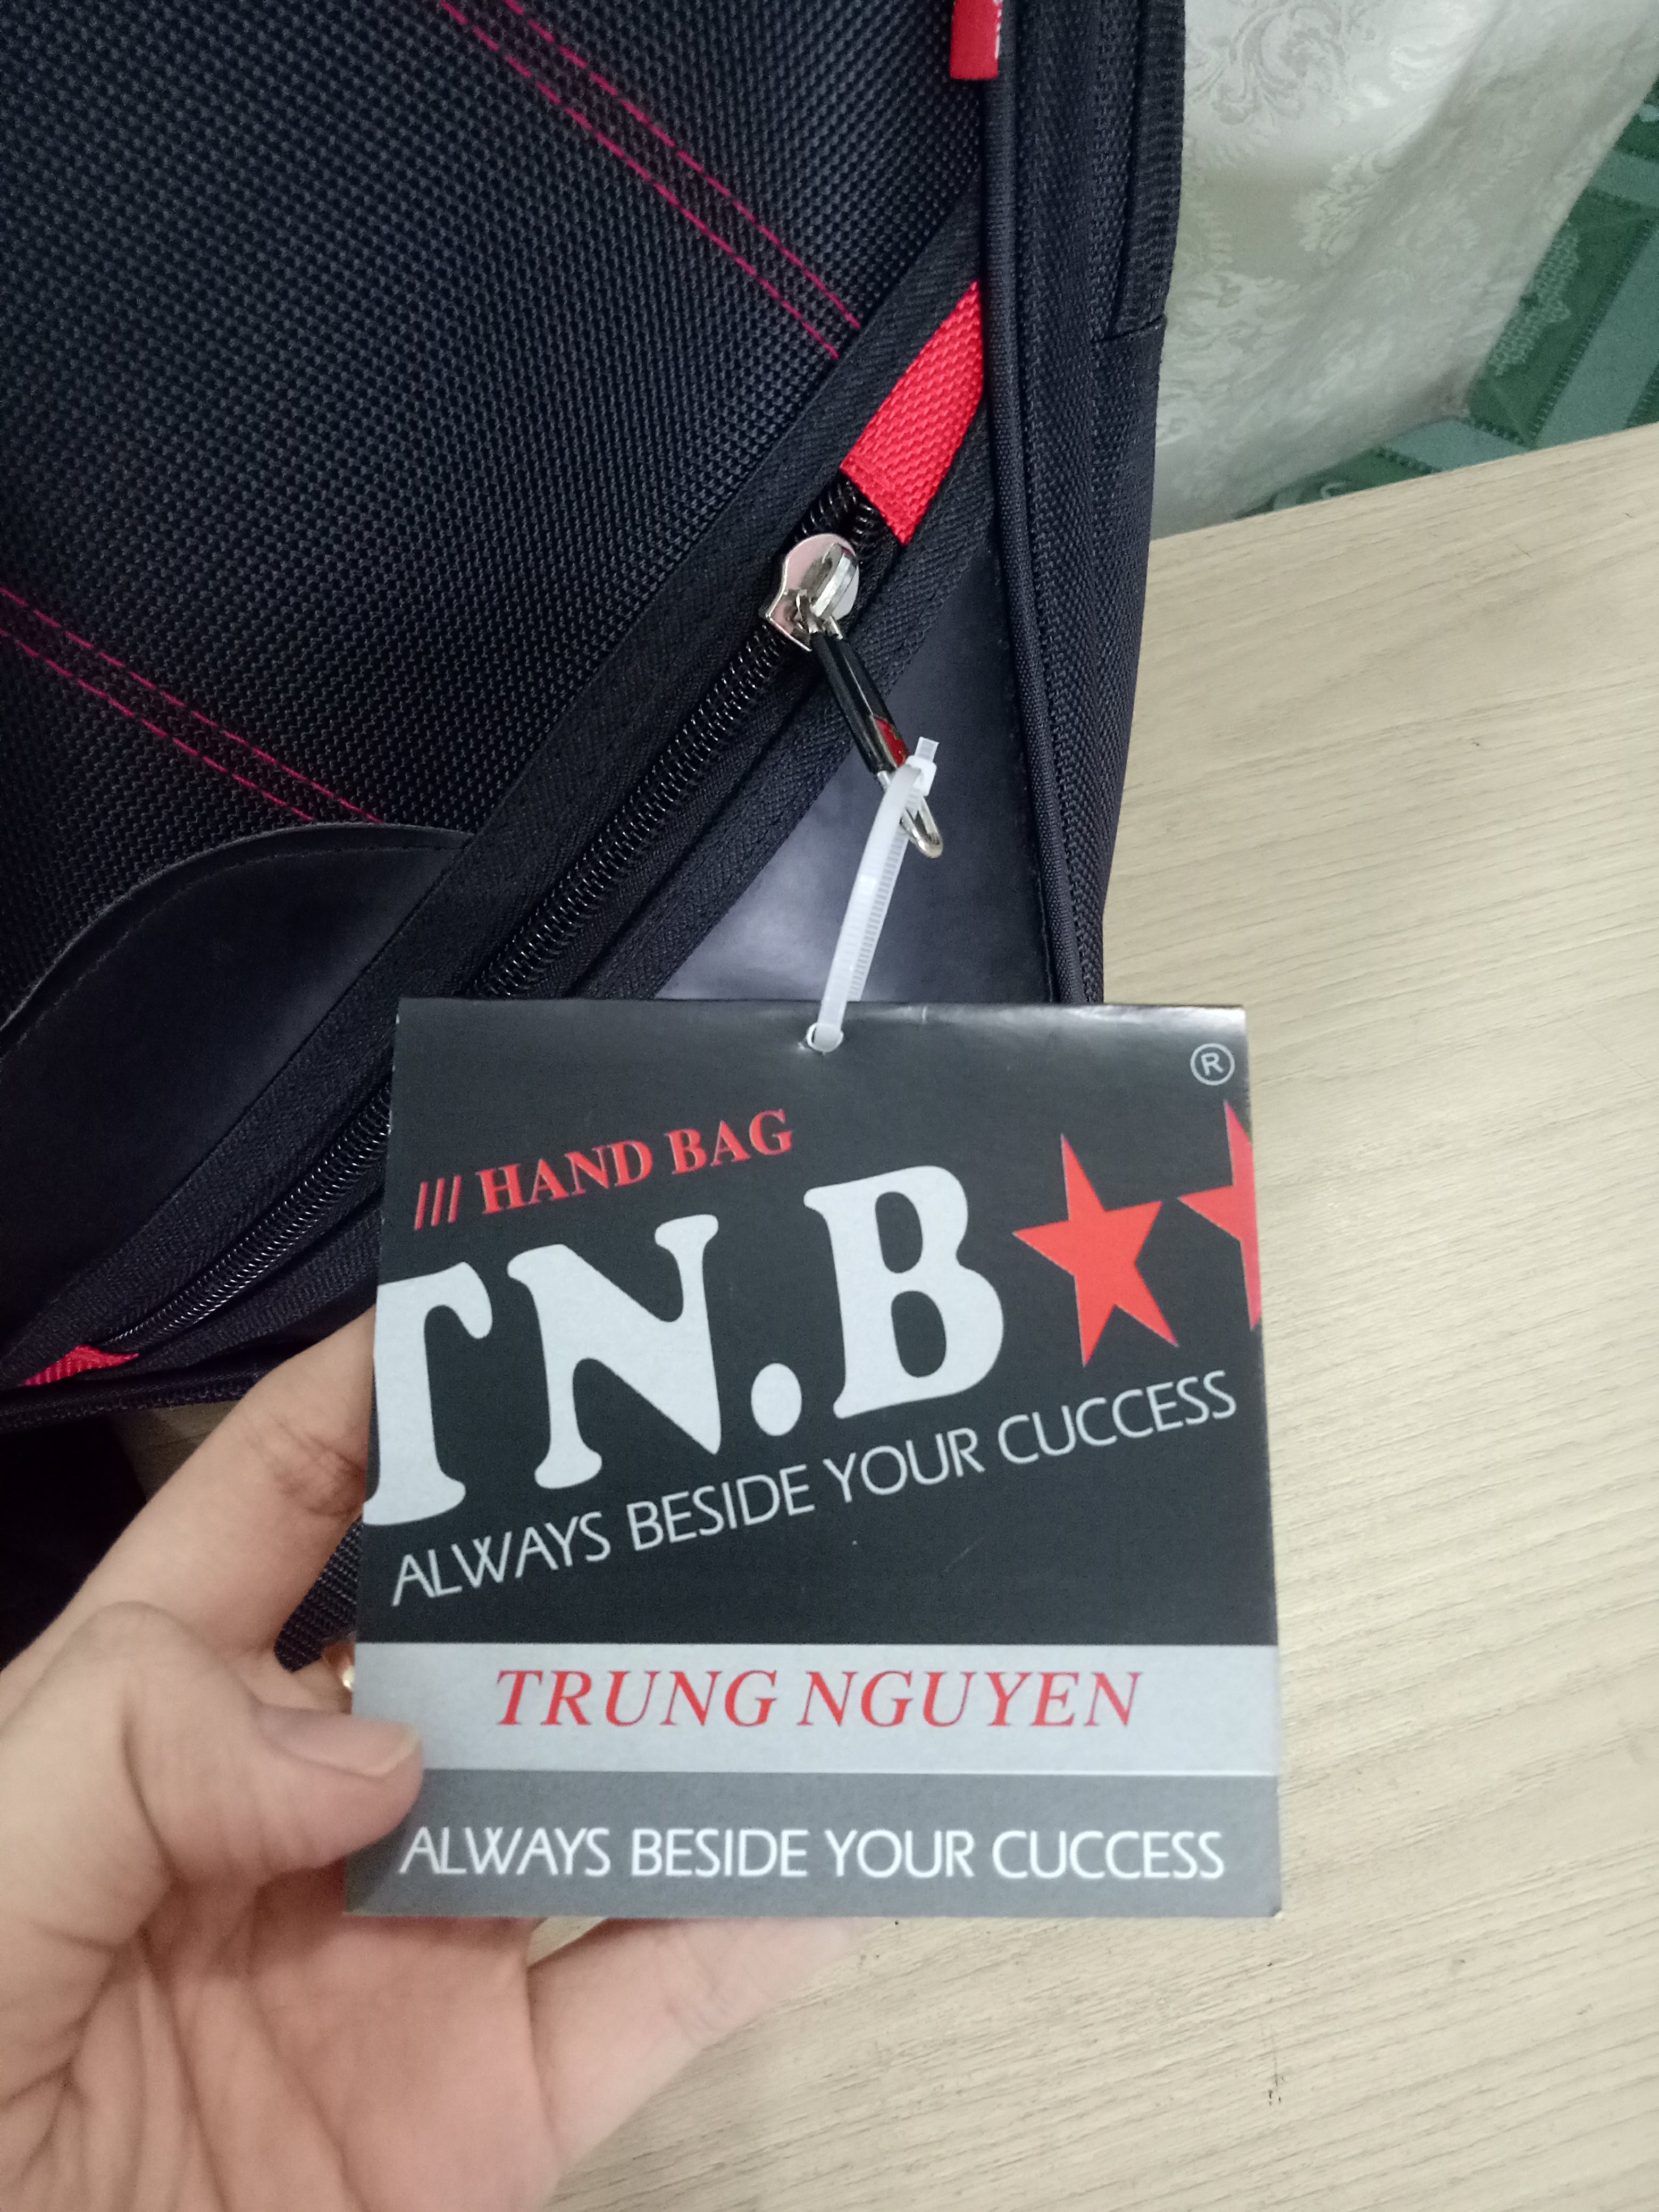 ®
/// HAND BAG
TN.B
ALWAYS BESIDE YOUR CUCCESS
TRUNG NGUYEN
ALWAYS BESIDE YOUR CUCCESS